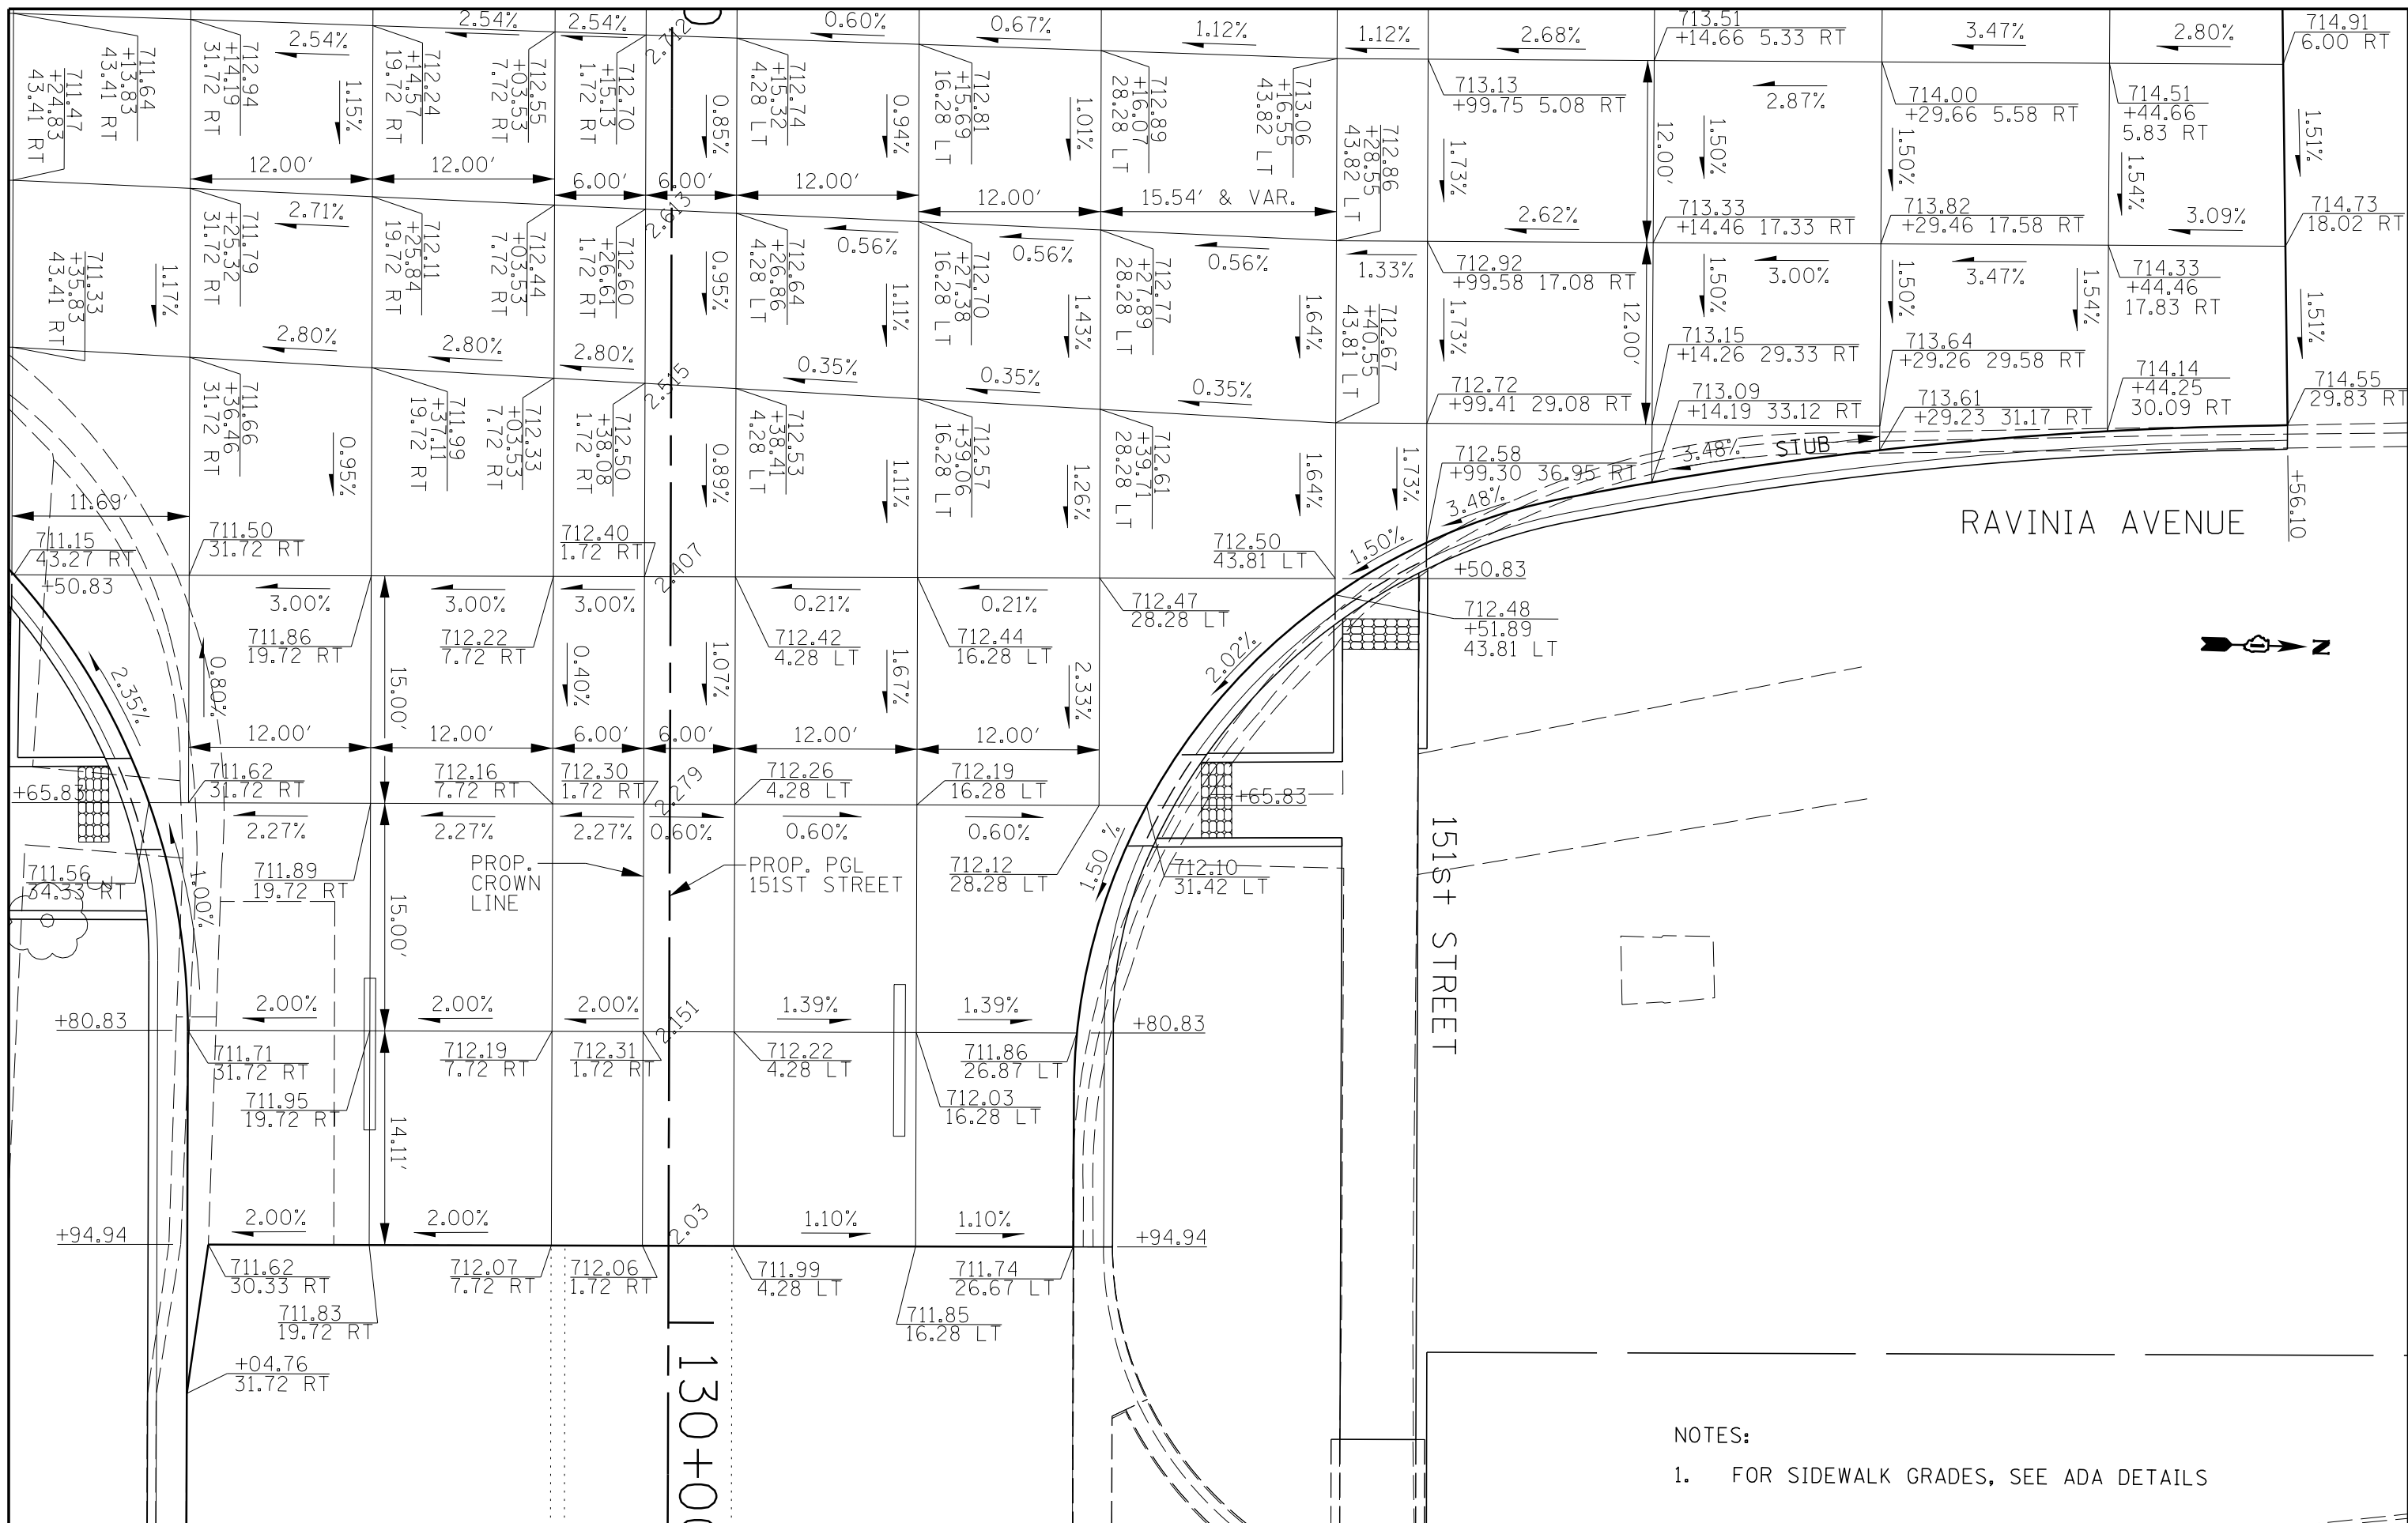 2.54%
2.54%
0.60%
0.67%
1.12%
1.12%
2.68%
713.51
+14.66 5.33 RT
3.47%
2.80%
714.91
6.00 RT
711.47
+24.83
43.41 RT
711.64
+13.83
43.41 RT
712.94
+14.19
31.72 RT
2.54%
1.15%
712.24
+14.57
19.72 RT
712.55
+03.53
7.72 RT
712.70
+15.13
1.72 RT
2.712
0.85%
712.74
+15.32
4.28 LT
0.94%
712.81
+15.69
16.28 LT
1.01%
712.89
+16.07
28.28 LT
713.06
+16.55
43.82 LT
712.86
+28.55
43.82 LT
1.73%
713.13
+99.75 5.08 RT
12.00'
1.50%
2.87%
714.00
+29.66 5.58 RT
1.50%
714.51
+44.66
5.83 RT
1.54%
1.51%
12.00'
12.00'
6.00'
6.00'
12.00'
12.00'
15.54' & VAR.
2.613
711.33
+35.83
43.41 RT
1.17%
711.79
+25.32
31.72 RT
2.71%
712.11
+25.84
19.72 RT
712.44
+03.53
7.72 RT
712.60
+26.61
1.72 RT
0.95%
712.64
+26.86
4.28 LT
0.56%
1.11%
712.70
+27.38
16.28 LT
0.56%
1.43%
712.77
+27.89
28.28 LT
0.56%
1.64%
1.33%
712.67
+40.55
43.81 LT
2.62%
712.92
+99.58 17.08 RT
1.73%
12.00'
713.33
+14.46 17.33 RT
1.50%
3.00%
713.82
+29.46 17.58 RT
1.50%
3.47%
1.54%
3.09%
714.33
+44.46
17.83 RT
714.73
18.02 RT
1.51%
2.80%
2.80%
2.80%
2.515
0.35%
0.35%
0.35%
712.72
+99.41 29.08 RT
713.15
+14.26 29.33 RT
713.09
+14.19 33.12 RT
713.64
+29.26 29.58 RT
713.61
+29.23 31.17 RT
714.14
+44.25
30.09 RT
714.55
29.83 RT
711.66
+36.46
31.72 RT
0.95%
711.99
+37.11
19.72 RT
712.33
+03.53
7.72 RT
712.50
+38.08
1.72 RT
0.89%
712.53
+38.41
4.28 LT
1.11%
712.57
+39.06
16.28 LT
1.26%
712.61
+39.71
28.28 LT
1.64%
1.73%
712.58
+99.30 36.95 RT
3.48%
3.48%
STUB
+56.10
RAVINIA AVENUE
11.69'
711.15
43.27 RT
+50.83
711.50
31.72 RT
712.40
1.72 RT
2.407
712.50
43.81 LT
1.50%
+50.83
3.00%
3.00%
3.00%
0.21%
0.21%
712.47
28.28 LT
712.48
+51.89
43.81 LT
N
711.86
19.72 RT
712.22
7.72 RT
712.42
4.28 LT
712.44
16.28 LT
2.35%
0.80%
15.00'
0.40%
1.07%
1.67%
2.33%
2.02%
12.00'
12.00'
6.00'
6.00'
12.00'
12.00'
+65.83
711.62
31.72 RT
712.16
7.72 RT
712.30
1.72 RT
2.279
712.26
4.28 LT
712.19
16.28 LT
+65.83
2.27%
2.27%
2.27%
0.60%
0.60%
0.60%
1.50%
711.56
34.33 RT
1.00%
711.89
19.72 RT
15.00'
PROP.
CROWN
LINE
PROP. PGL
151ST STREET
712.12
28.28 LT
712.10
31.42 LT
151st STREET
2.00%
2.00%
2.00%
1.39%
1.39%
+80.83
2.151
+80.83
711.71
31.72 RT
711.95
19.72 RT
712.19
7.72 RT
712.31
1.72 RT
712.22
4.28 LT
711.86
26.87 LT
712.03
16.28 LT
14.11'
2.00%
2.00%
2.03
1.10%
1.10%
+94.94
+94.94
711.62
30.33 RT
711.83
19.72 RT
712.07
7.72 RT
712.06
1.72 RT
711.99
4.28 LT
711.85
16.28 LT
711.74
26.67 LT
+04.76
31.72 RT
NOTES:
1. FOR SIDEWALK GRADES, SEE ADA DETAILS